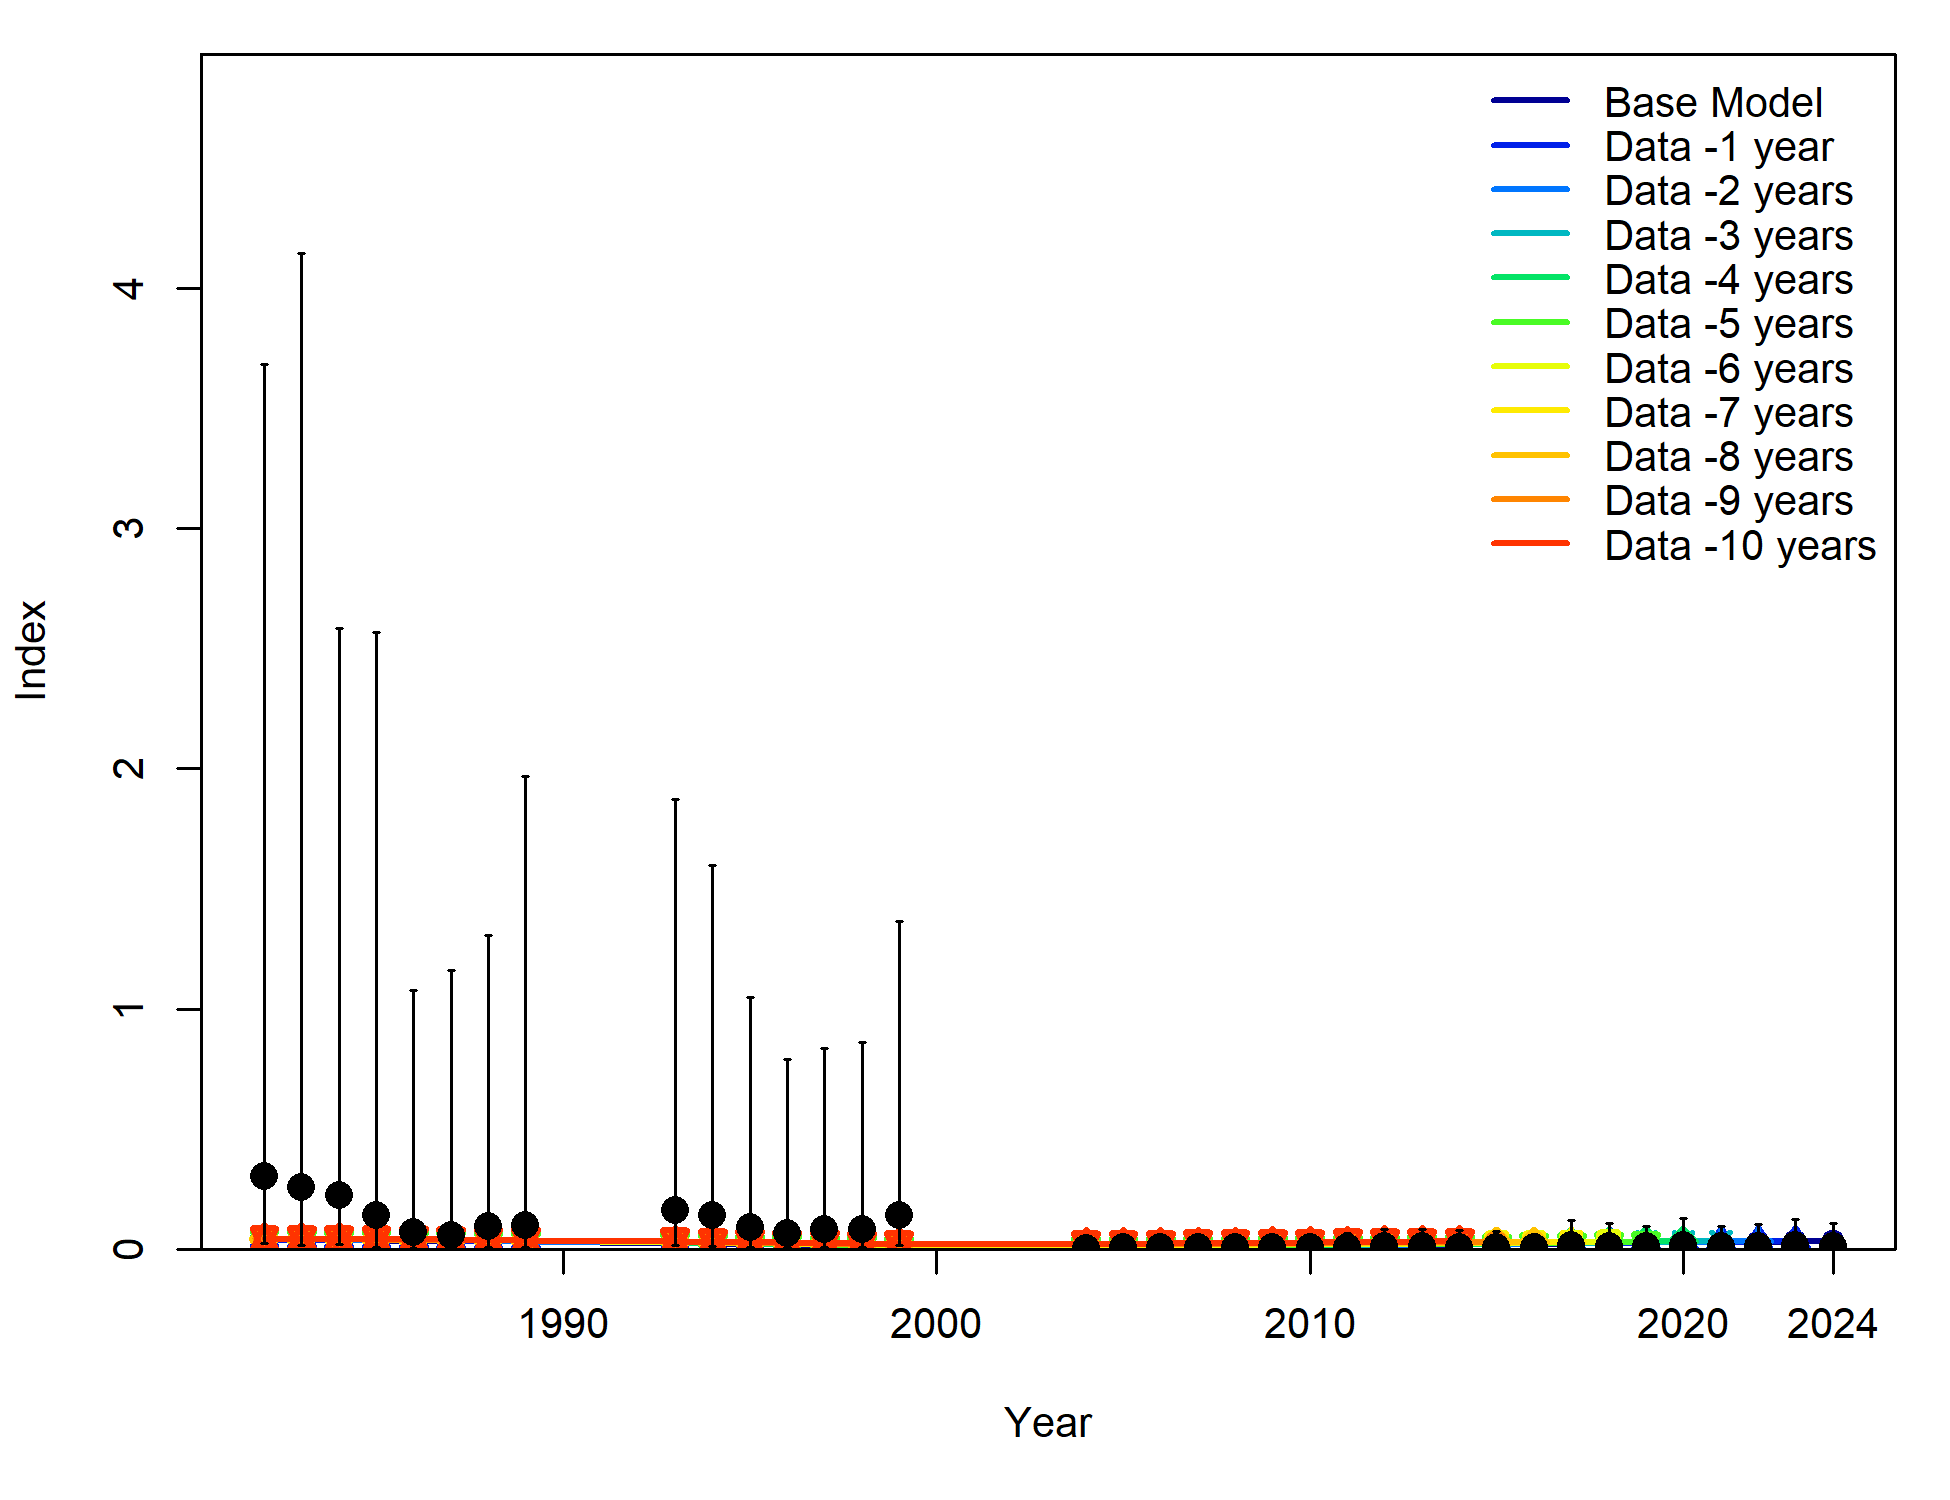 Base Model
Data -1 year
Data -2 years
Data -3 years
Data -4 years
Data -5 years
Data -6 years
Data -7 years
Data -8 years
Data -9 years
Data -10 years
Index
4
3
2
1
0
1990
2000
2010
2020
2024
Year